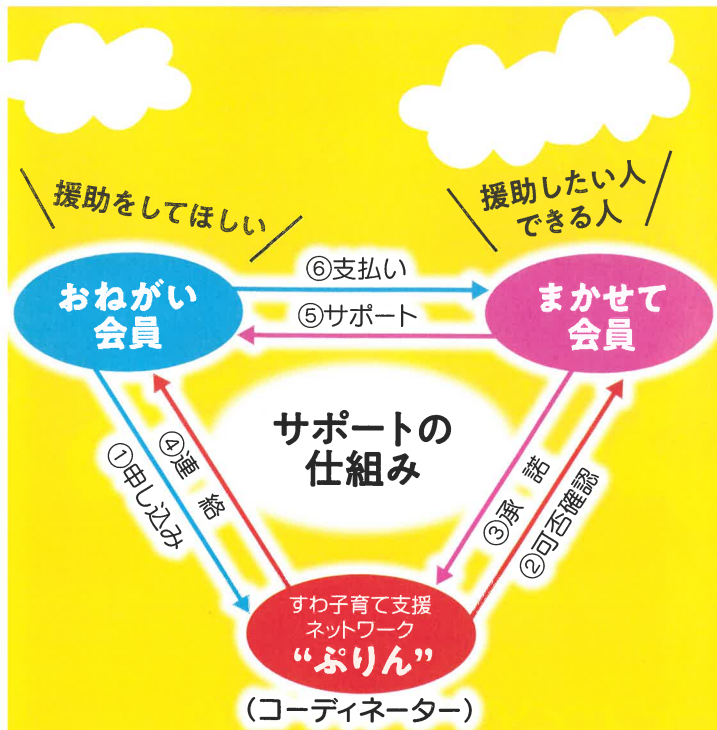 援助をしてほしい
援助したい人
できる人
おねがい
会員
⑥支払い
⑤サポート
まかせて
会員
サポートの
仕組み
①申し込み
④連絡
③承諾
②可否確認
すわ子育て支援
ネットワーク
“ぷりん”
(コーディネーター)